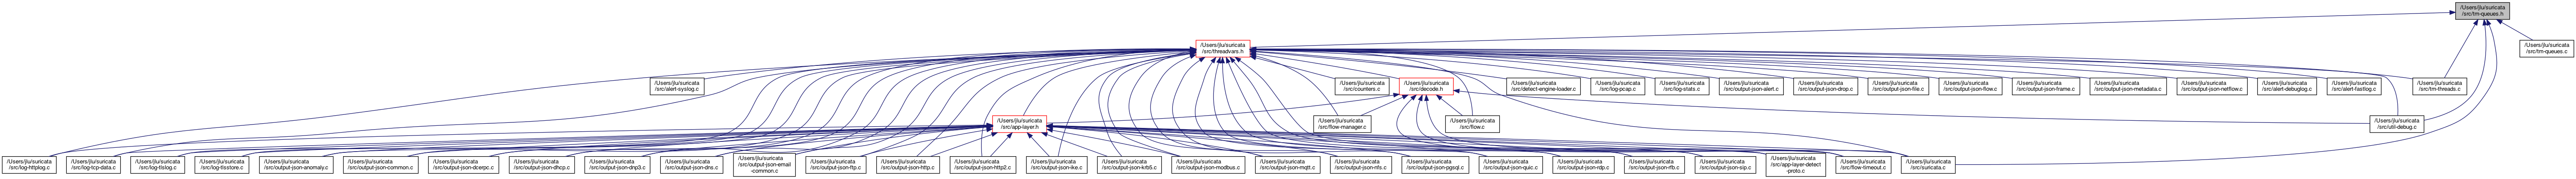 /Users/jlu/suricata
/src/tm-queues.h
/Users/jlu/suricata
/src/threadvars.h
/Users/jlu/suricata
/src/tm-queues.c
/Users/jlu/suricata
/src/alert-syslog.c
/Users/jlu/suricata
/src/counters.c
/Users/jlu/suricata
/src/decode.h
/Users/jlu/suricata
/src/detect-engine-loader.c
/Users/jlu/suricata
/src/log-pcap.c
/Users/jlu/suricata
/src/log-stats.c
/Users/jlu/suricata
/src/output-json-alert.c
/Users/jlu/suricata
/src/output-json-drop.c
/Users/jlu/suricata
/src/output-json-file.c
/Users/jlu/suricata
/src/output-json-flow.c
/Users/jlu/suricata
/src/output-json-frame.c
/Users/jlu/suricata
/src/output-json-metadata.c
/Users/jlu/suricata
/src/output-json-netflow.c
/Users/jlu/suricata
/src/alert-debuglog.c
/Users/jlu/suricata
/src/alert-fastlog.c
/Users/jlu/suricata
/src/tm-threads.c
/Users/jlu/suricata
/src/app-layer.h
/Users/jlu/suricata
/src/flow-manager.c
/Users/jlu/suricata
/src/flow.c
/Users/jlu/suricata
/src/util-debug.c
/Users/jlu/suricata
/src/log-httplog.c
/Users/jlu/suricata
/src/log-tcp-data.c
/Users/jlu/suricata
/src/log-tlslog.c
/Users/jlu/suricata
/src/log-tlsstore.c
/Users/jlu/suricata
/src/output-json-anomaly.c
/Users/jlu/suricata
/src/output-json-common.c
/Users/jlu/suricata
/src/output-json-dcerpc.c
/Users/jlu/suricata
/src/output-json-dhcp.c
/Users/jlu/suricata
/src/output-json-dnp3.c
/Users/jlu/suricata
/src/output-json-dns.c
/Users/jlu/suricata
/src/output-json-email
-common.c
/Users/jlu/suricata
/src/output-json-ftp.c
/Users/jlu/suricata
/src/output-json-http.c
/Users/jlu/suricata
/src/output-json-http2.c
/Users/jlu/suricata
/src/output-json-ike.c
/Users/jlu/suricata
/src/output-json-krb5.c
/Users/jlu/suricata
/src/output-json-modbus.c
/Users/jlu/suricata
/src/output-json-mqtt.c
/Users/jlu/suricata
/src/output-json-nfs.c
/Users/jlu/suricata
/src/output-json-pgsql.c
/Users/jlu/suricata
/src/output-json-quic.c
/Users/jlu/suricata
/src/output-json-rdp.c
/Users/jlu/suricata
/src/output-json-rfb.c
/Users/jlu/suricata
/src/output-json-sip.c
/Users/jlu/suricata
/src/app-layer-detect
-proto.c
/Users/jlu/suricata
/src/flow-timeout.c
/Users/jlu/suricata
/src/suricata.c